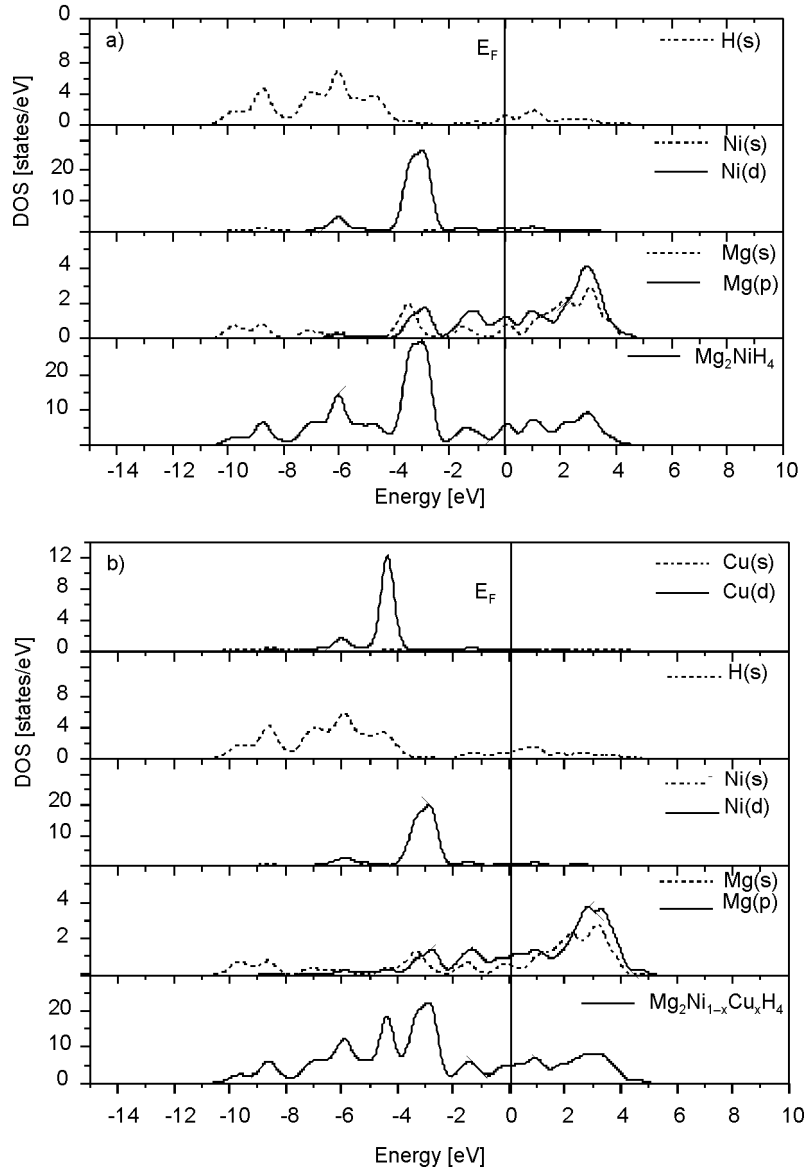 0
8
4
0
a)
E_F
H(s)
20
10
Ni(s)
Ni(d)
4
2
0
Mg(s)
Mg(p)
20
10
Mg₂NiH₄
DOS [states/eV]
-14 -12 -10 -8 -6 -4 -2 0 2 4 6 8 10
Energy [eV]
12
8
4
0
b)
E_F
Cu(s)
Cu(d)
8
4
0
H(s)
20
10
Ni(s)
Ni(d)
4
2
0
Mg(s)
Mg(p)
20
10
0
Mg₂Ni₁₋ₓCuₓH₄
DOS [states/eV]
-14 -12 -10 -8 -6 -4 -2 0 2 4 6 8 10
Energy [eV]